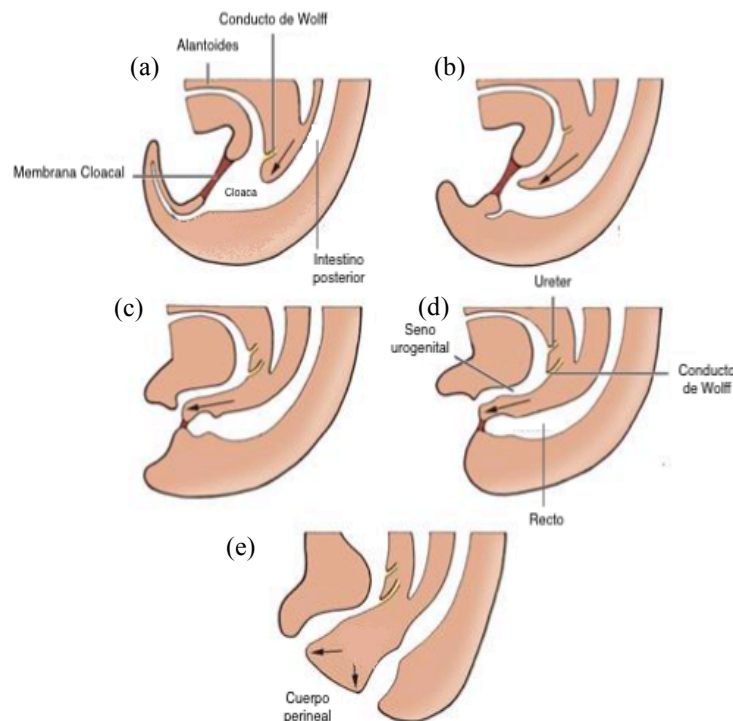 Conducto de Wolff
Alantoides
(a)
(b)
Membrana Cloacal
Cloaca
Intestino
posterior
(c)
(d)
Ureter
Seno
urogenital
Conducto
de Wolff
Recto
(e)
Cuerpo
perineal